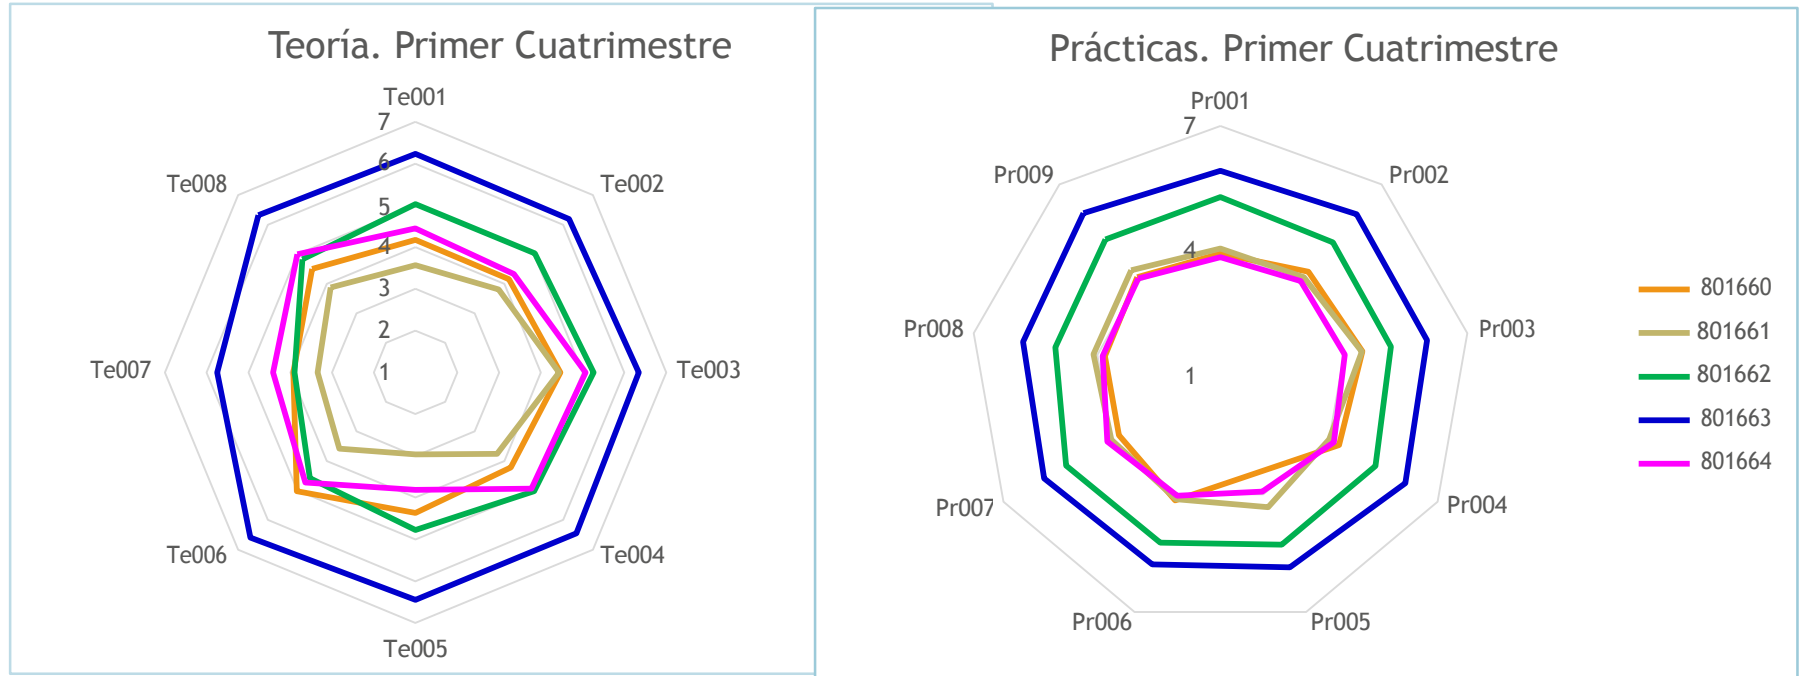 Teoría. Primer Cuatrimestre
Te001
7
6
5
4
3
2
1
Te002
Te003
Te004
Te005
Te006
Te007
Te008
Prácticas. Primer Cuatrimestre
Pr001
7
4
1
Pr002
Pr003
Pr004
Pr005
Pr006
Pr007
Pr008
Pr009
801660
801661
801662
801663
801664